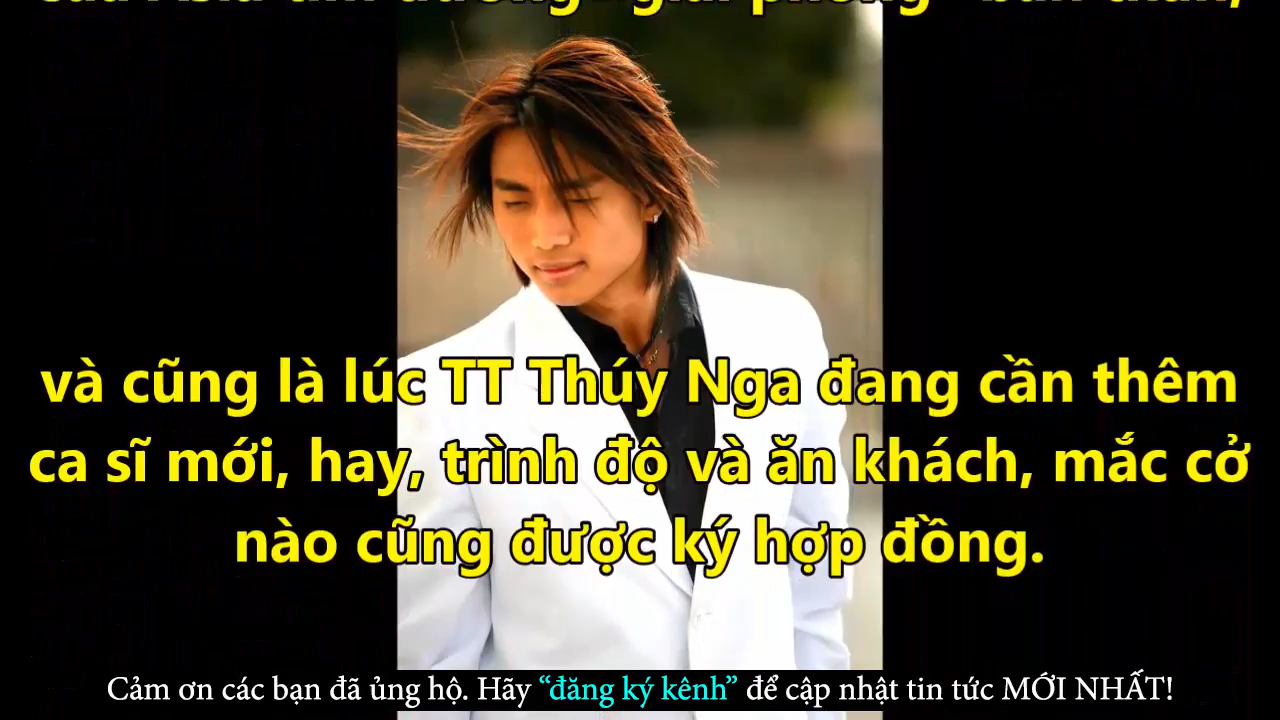 và cũng là lúc TT Thúy Nga đang cần thêm
ca sĩ mới, hay, trình độ và ăn khách, mắc cở
nào cũng được ký hợp đồng.
Cảm ơn các bạn đã ủng hộ. Hãy “đăng ký kênh” để cập nhật tin tức MỚI NHẤT!